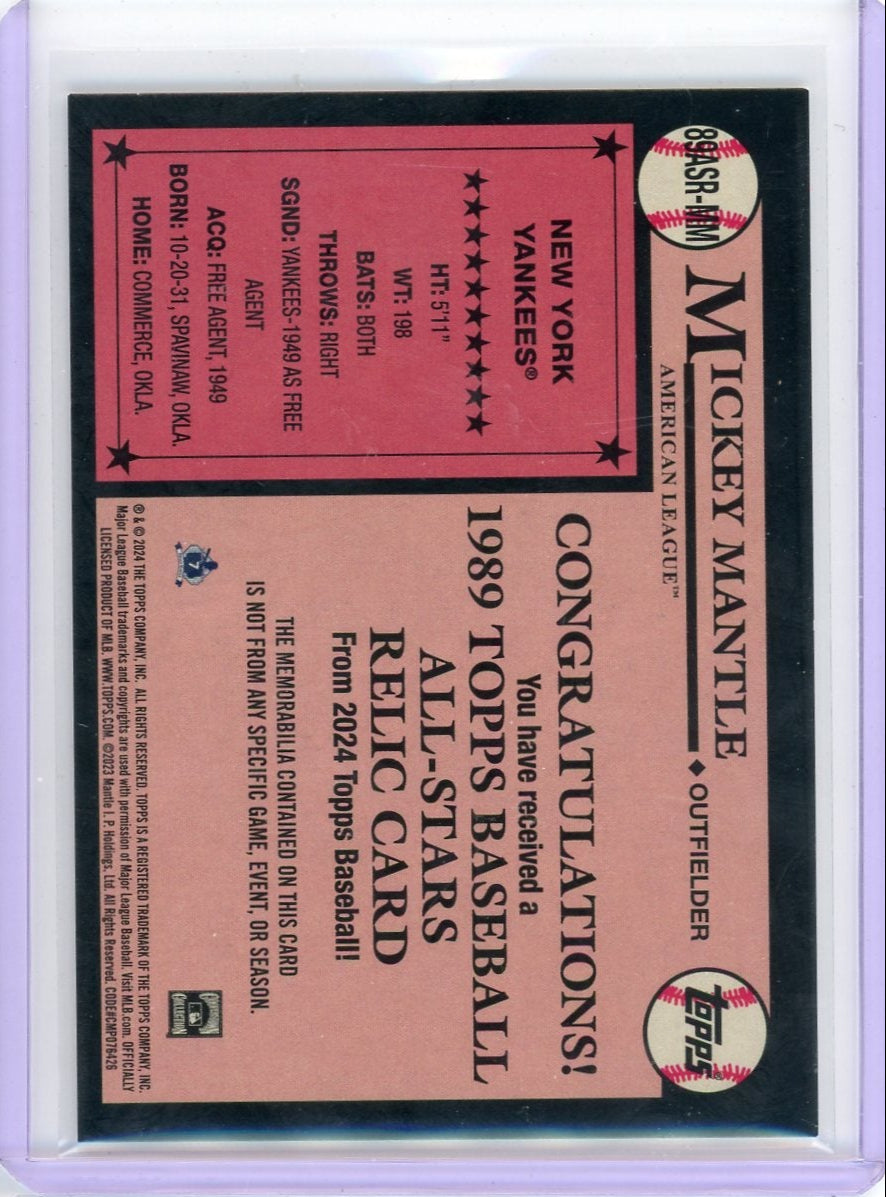 89ASR-MM
MICKEY MANTLE
AMERICAN LEAGUE™
◆ OUTFIELDER
TOPPS®
NEW YORK
YANKEES®
HT: 5'11"
WT: 198
BATS: BOTH
THROWS: RIGHT
SGND: YANKEES-1949 AS FREE
AGENT
ACQ: FREE AGENT, 1949
BORN: 10-20-31, SPAVINAW, OKLA.
HOME: COMMERCE, OKLA.
CONGRATULATIONS!
You have received a
1989 TOPPS BASEBALL
ALL-STARS
RELIC CARD
From 2024 Topps Baseball!
THE MEMORABILIA CONTAINED ON THIS CARD
IS NOT FROM ANY SPECIFIC GAME, EVENT, OR SEASON.
7
® & © 2024 THE TOPPS COMPANY, INC. ALL RIGHTS RESERVED. TOPPS IS A REGISTERED TRADEMARK OF THE TOPPS COMPANY, INC.
Major League Baseball trademarks and copyrights are used with permission of Major League Baseball. Visit MLB.com. OFFICIALLY
LICENSED PRODUCT OF MLB. WWW.TOPPS.COM. ©2023 Mantle I. P. Holdings, Ltd. All Rights Reserved. CODE#CMP076426